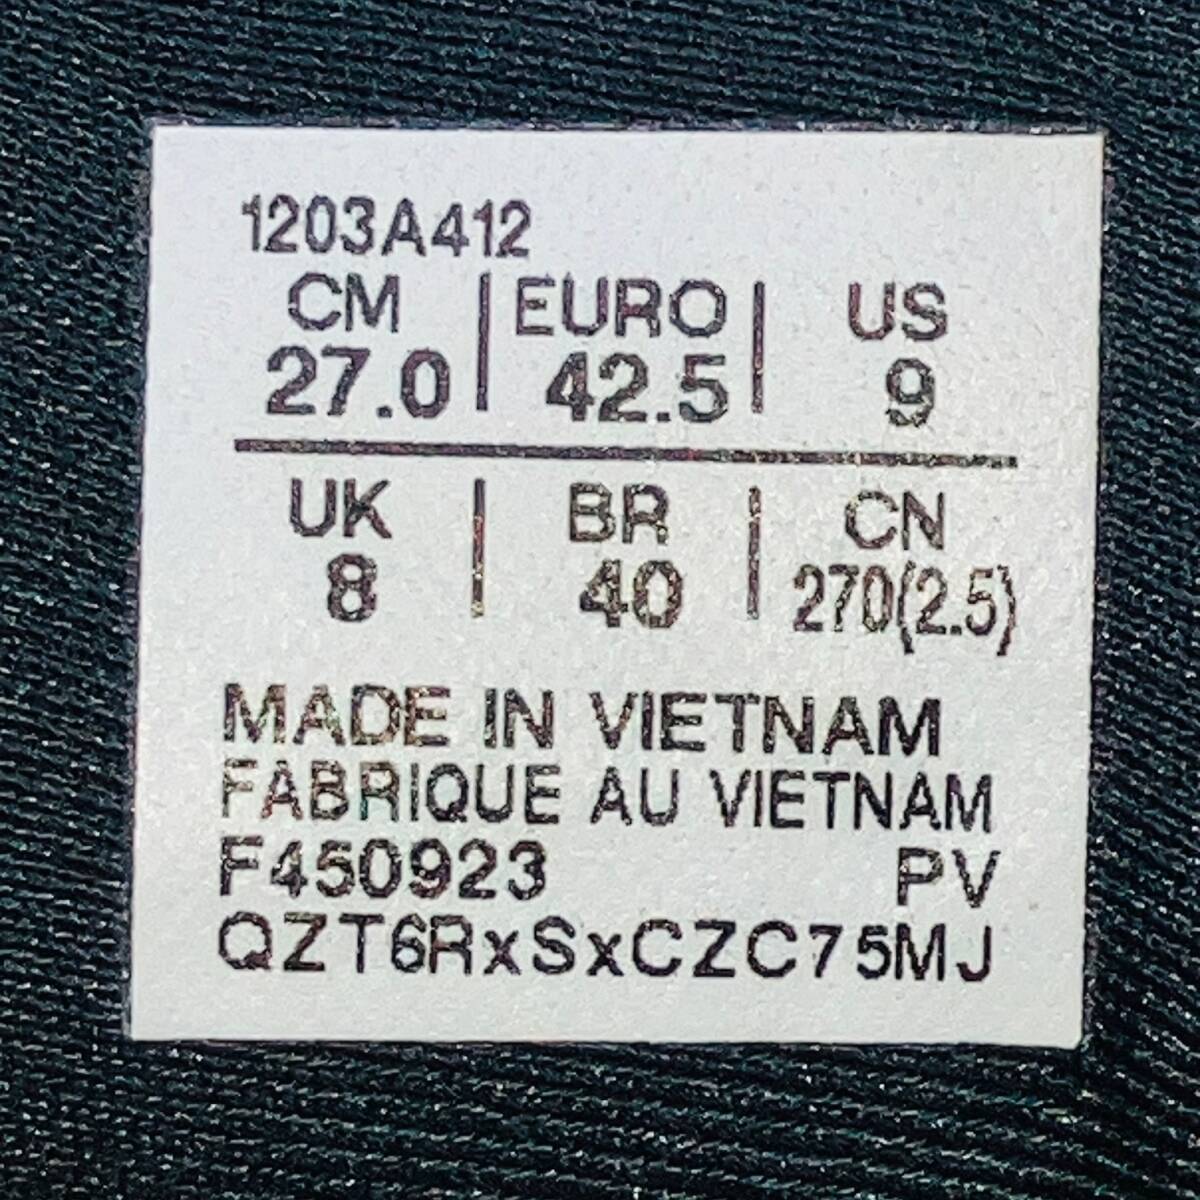 1203A412
CM | EURO | US
27.0 | 42.5 | 9
UK | BR | CN
8 | 40 | 270(2.5)
MADE IN VIETNAM
FABRIQUE AU VIETNAM
F450923 PV
QZT6RxSxCZC75MJ